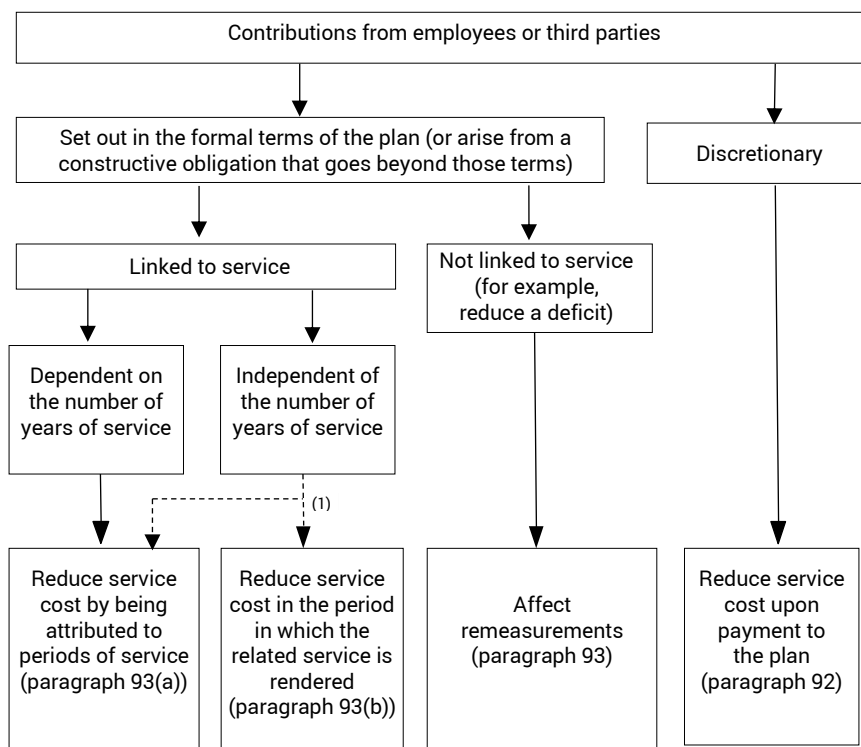 Contributions from employees or third parties
Set out in the formal terms of the plan (or arise from a
constructive obligation that goes beyond those terms)
Discretionary
Linked to service
Not linked to service
(for example,
reduce a deficit)
Dependent on
the number of
years of service
Independent of
the number of
years of service
(1)
Reduce service
cost by being
attributed to
periods of service
(paragraph 93(a))
Reduce service
cost in the period
in which the
related service is
rendered
(paragraph 93(b))
Affect
remeasurements
(paragraph 93)
Reduce service
cost upon
payment to
the plan
(paragraph 92)